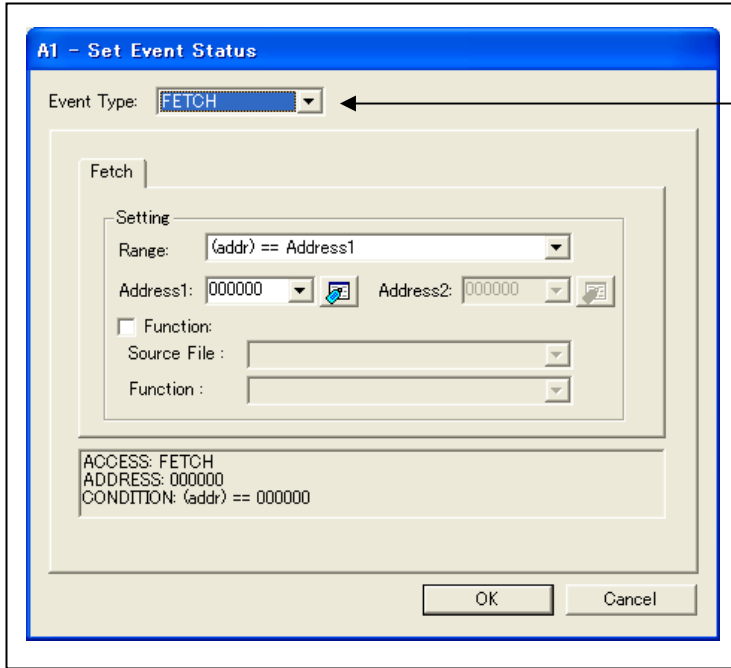 A1 - Set Event Status
Event Type: FETCH
Fetch
Setting
Range: (addr) == Address1
Address1: 000000 Address2: 000000
Function:
Source File :
Function :
ACCESS: FETCH
ADDRESS: 000000
CONDITION: (addr) == 000000
OK Cancel